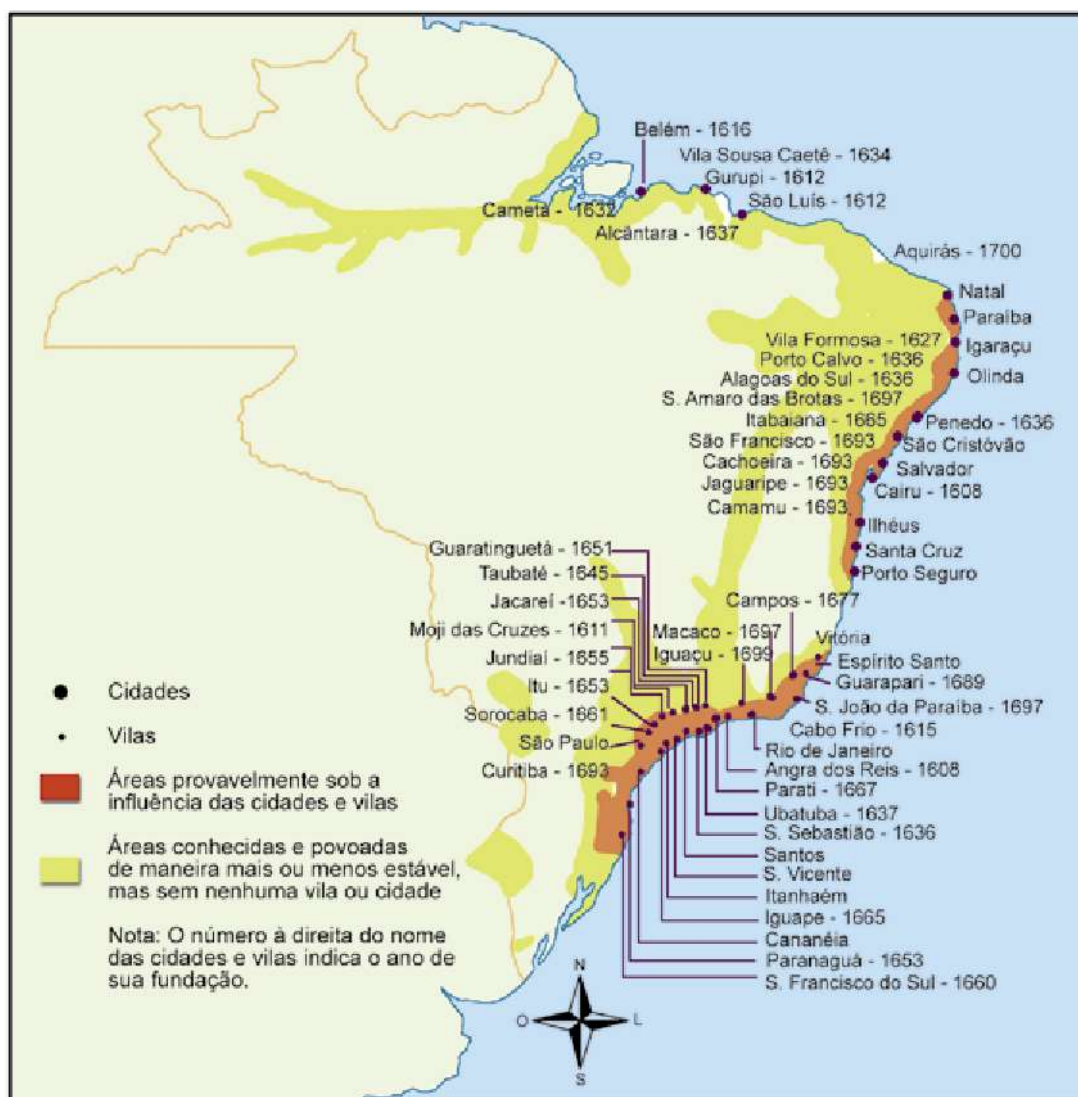 Belém - 1616
Vila Sousa Caetê - 1634
Gurupi - 1612
São Luís - 1612
Cametá - 1632
Alcântara - 1637
Aquirás - 1700
Natal
Paraíba
Vila Formosa - 1627
Igaraçu
Porto Calvo - 1636
Olinda
Alagoas do Sul - 1636
S. Amaro das Brotas - 1697
Itabaiana - 1665
Penedo - 1636
São Francisco - 1693
São Cristóvão
Cachoeira - 1693
Salvador
Jaguaripe - 1693
Cairu - 1608
Camamu - 1693
Ilhéus
Santa Cruz
Porto Seguro
Guaratinguetá - 1651
Taubaté - 1645
Jacareí - 1653
Moji das Cruzes - 1611
Jundiaí - 1655
Itu - 1653
Sorocaba - 1661
São Paulo
Curitiba - 1693
Campos - 1677
Macaco - 1697
Iguaçu - 1699
Vitória
Espírito Santo
Guarapari - 1689
S. João da Paraíba - 1697
Cabo Frio - 1615
Rio de Janeiro
Angra dos Reis - 1608
Parati - 1667
Ubatuba - 1637
S. Sebastião - 1636
Santos
S. Vicente
Itanhaém
Iguape - 1665
Cananéia
Paranaguá - 1653
S. Francisco do Sul - 1660
Cidades
Vilas
Áreas provavelmente sob a
influência das cidades e vilas
Áreas conhecidas e povoadas
de maneira mais ou menos estável,
mas sem nenhuma vila ou cidade
Nota: O número à direita do nome
das cidades e vilas indica o ano de
sua fundação.
N
O
L
S